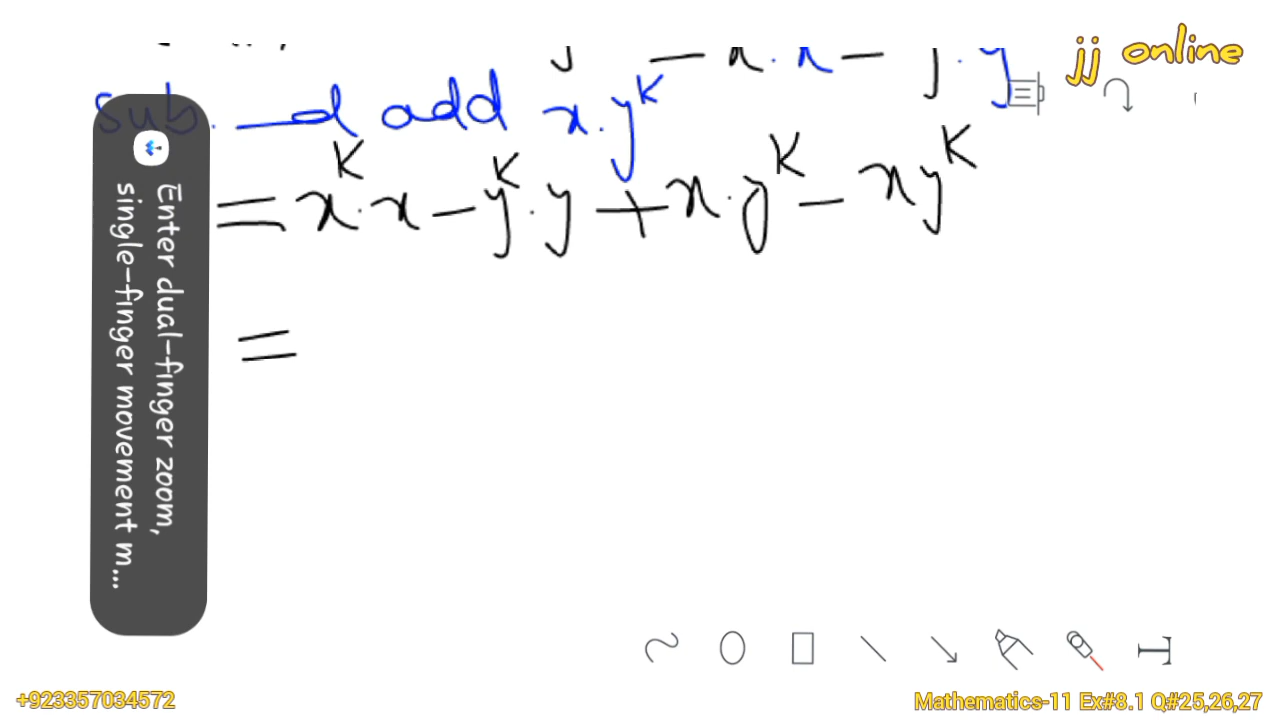 jj online
- x.x - y.y
sub. and add x.y^K
= x^K.x - y^K.y + x.y^K - xy^K
=
Enter dual-finger zoom,
single-finger movement m...
T
+923357034572
Mathematics-11 Ex#8.1 Q#25,26,27